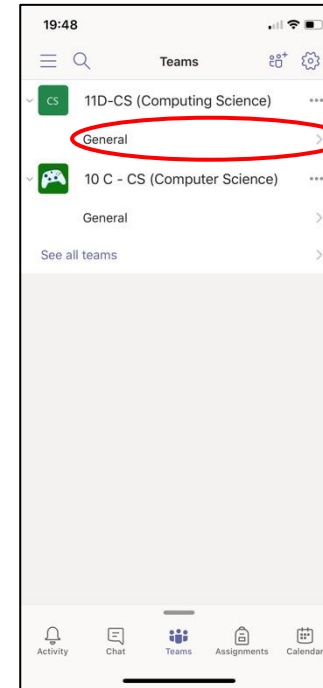 19:48
Teams
CS 11D-CS (Computing Science)
General
10 C - CS (Computer Science)
General
See all teams
Activity Chat Teams Assignments Calendar